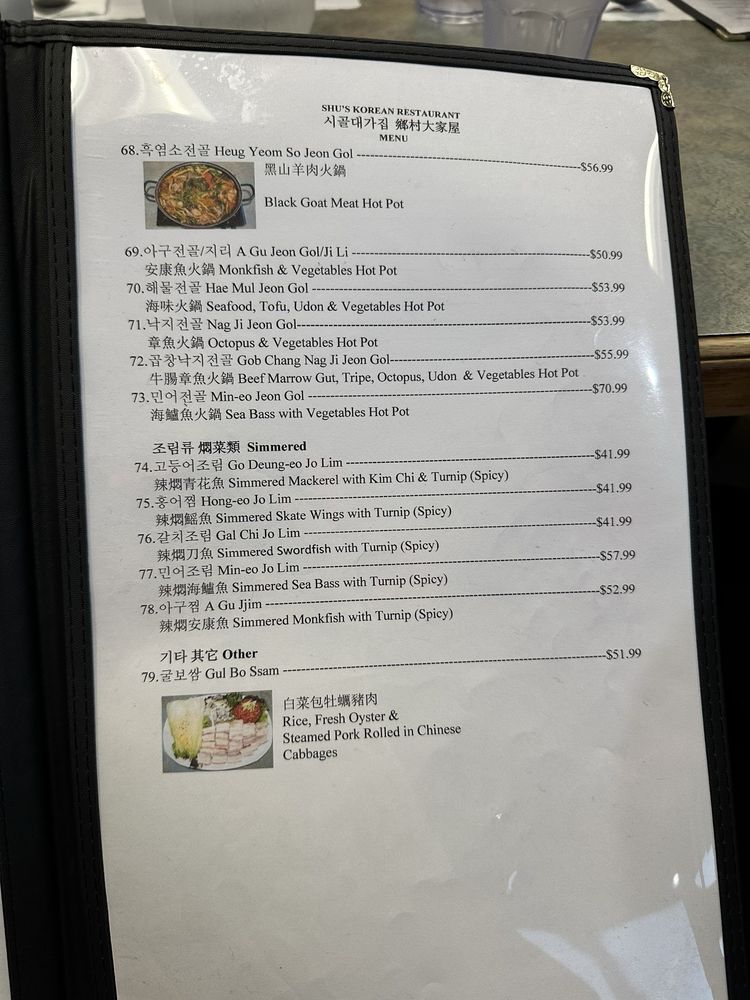 SHU'S KOREAN RESTAURANT
시골대가집 鄉村大家屋
MENU
68.흑염소전골 Heug Yeom So Jeon Gol ---$56.99
黑山羊肉火鍋
Black Goat Meat Hot Pot
69.아구전골/지리 A Gu Jeon Gol/Ji Li ---$50.99
安康魚火鍋 Monkfish & Vegetables Hot Pot
70.해물전골 Hae Mul Jeon Gol ---$53.99
海味火鍋 Seafood, Tofu, Udon & Vegetables Hot Pot
71.낙지전골 Nag Ji Jeon Gol---$53.99
章魚火鍋 Octopus & Vegetables Hot Pot
72.곱창낙지전골 Gob Chang Nag Ji Jeon Gol---$55.99
牛腸章魚火鍋 Beef Marrow Gut, Tripe, Octopus, Udon & Vegetables Hot Pot
73.민어전골 Min-eo Jeon Gol ---$70.99
海鱸魚火鍋 Sea Bass with Vegetables Hot Pot
조림류 燜菜類 Simmered
74.고등어조림 Go Deung-eo Jo Lim ---$41.99
辣燜青花魚 Simmered Mackerel with Kim Chi & Turnip (Spicy)
75.홍어찜 Hong-eo Jo Lim ---$41.99
辣燜鰩魚 Simmered Skate Wings with Turnip (Spicy)
76.갈치조림 Gal Chi Jo Lim ---$41.99
辣燜刀魚 Simmered Swordfish with Turnip (Spicy)
77.민어조림 Min-eo Jo Lim ---$57.99
辣燜海鱸魚 Simmered Sea Bass with Turnip (Spicy)
78.아구찜 A Gu Jjim ---$52.99
辣燜安康魚 Simmered Monkfish with Turnip (Spicy)
기타 其它 Other
79.굴보쌈 Gul Bo Ssam ---$51.99
白菜包牡蠣豬肉
Rice, Fresh Oyster &
Steamed Pork Rolled in Chinese
Cabbages